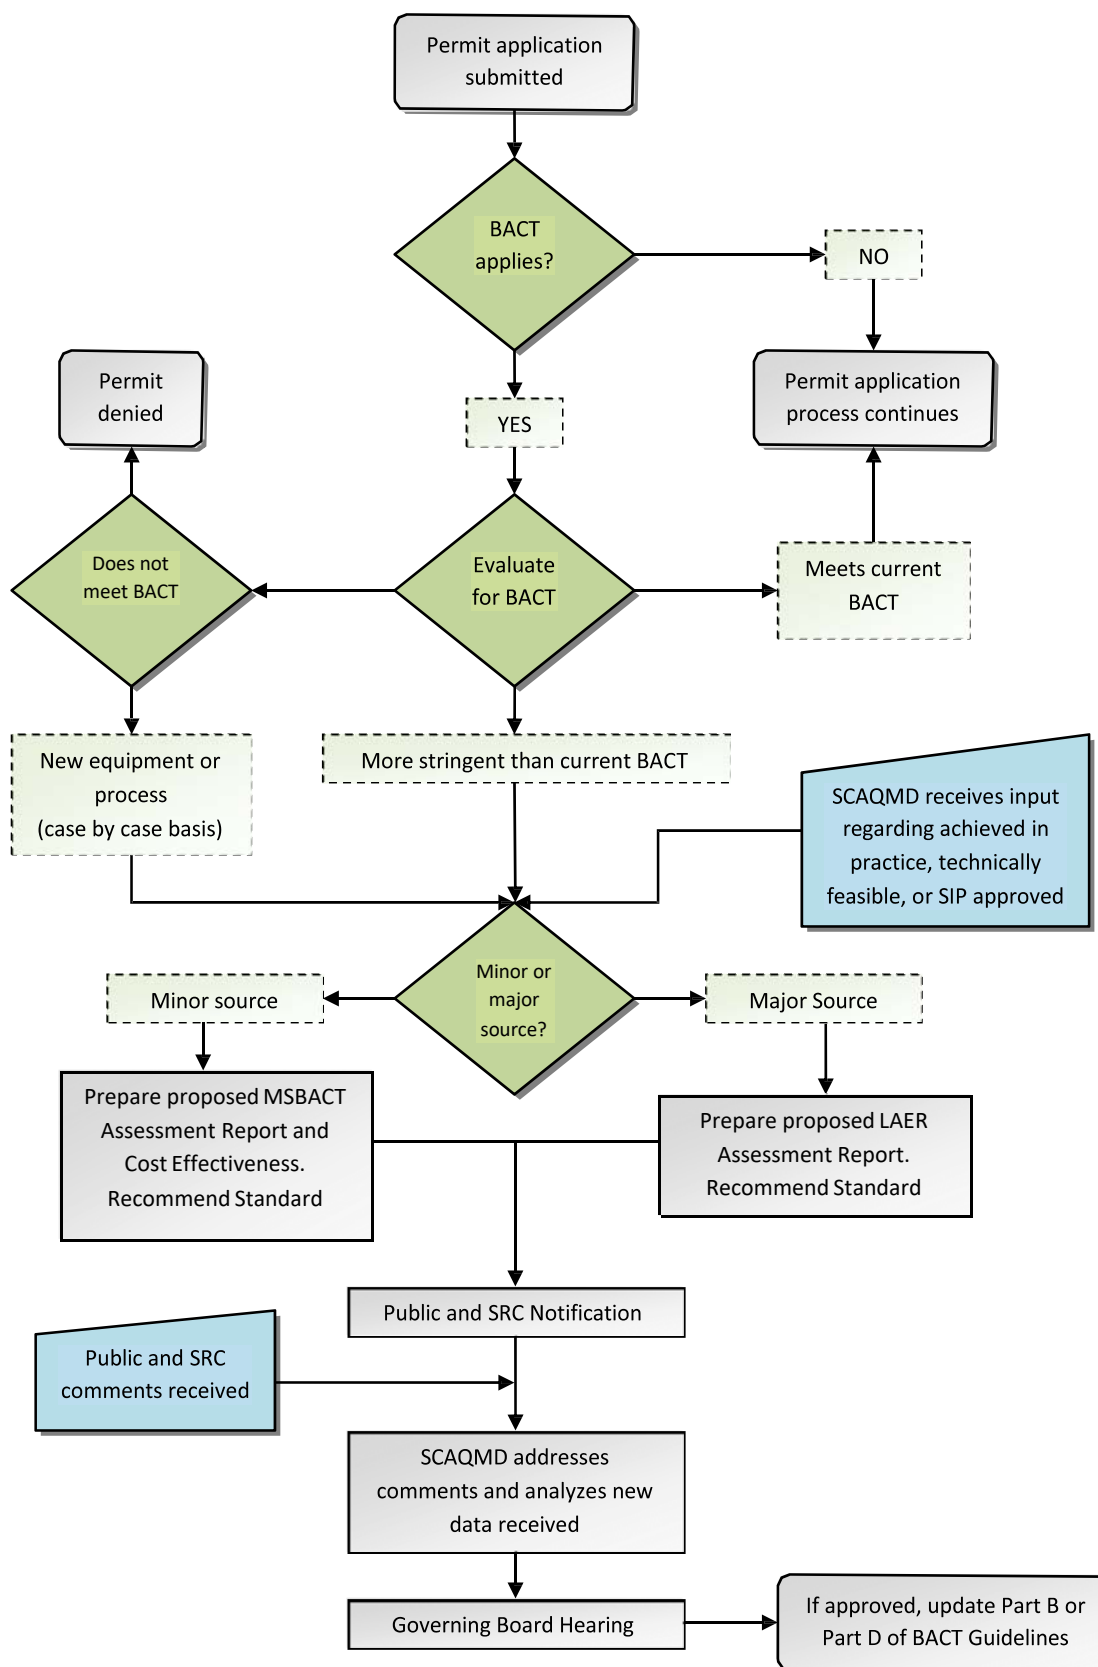 Permit application
submitted
BACT
applies?
NO
Permit
denied
Permit application
process continues
YES
Does not
meet BACT
Evaluate
for BACT
Meets current
BACT
New equipment or
process
(case by case basis)
More stringent than current BACT
SCAQMD receives input
regarding achieved in
practice, technically
feasible, or SIP approved
Minor or
major
source?
Minor source
Major Source
Prepare proposed MSBACT
Assessment Report and
Cost Effectiveness.
Recommend Standard
Prepare proposed LAER
Assessment Report.
Recommend Standard
Public and SRC Notification
Public and SRC
comments received
SCAQMD addresses
comments and analyzes new
data received
Governing Board Hearing
If approved, update Part B or
Part D of BACT Guidelines